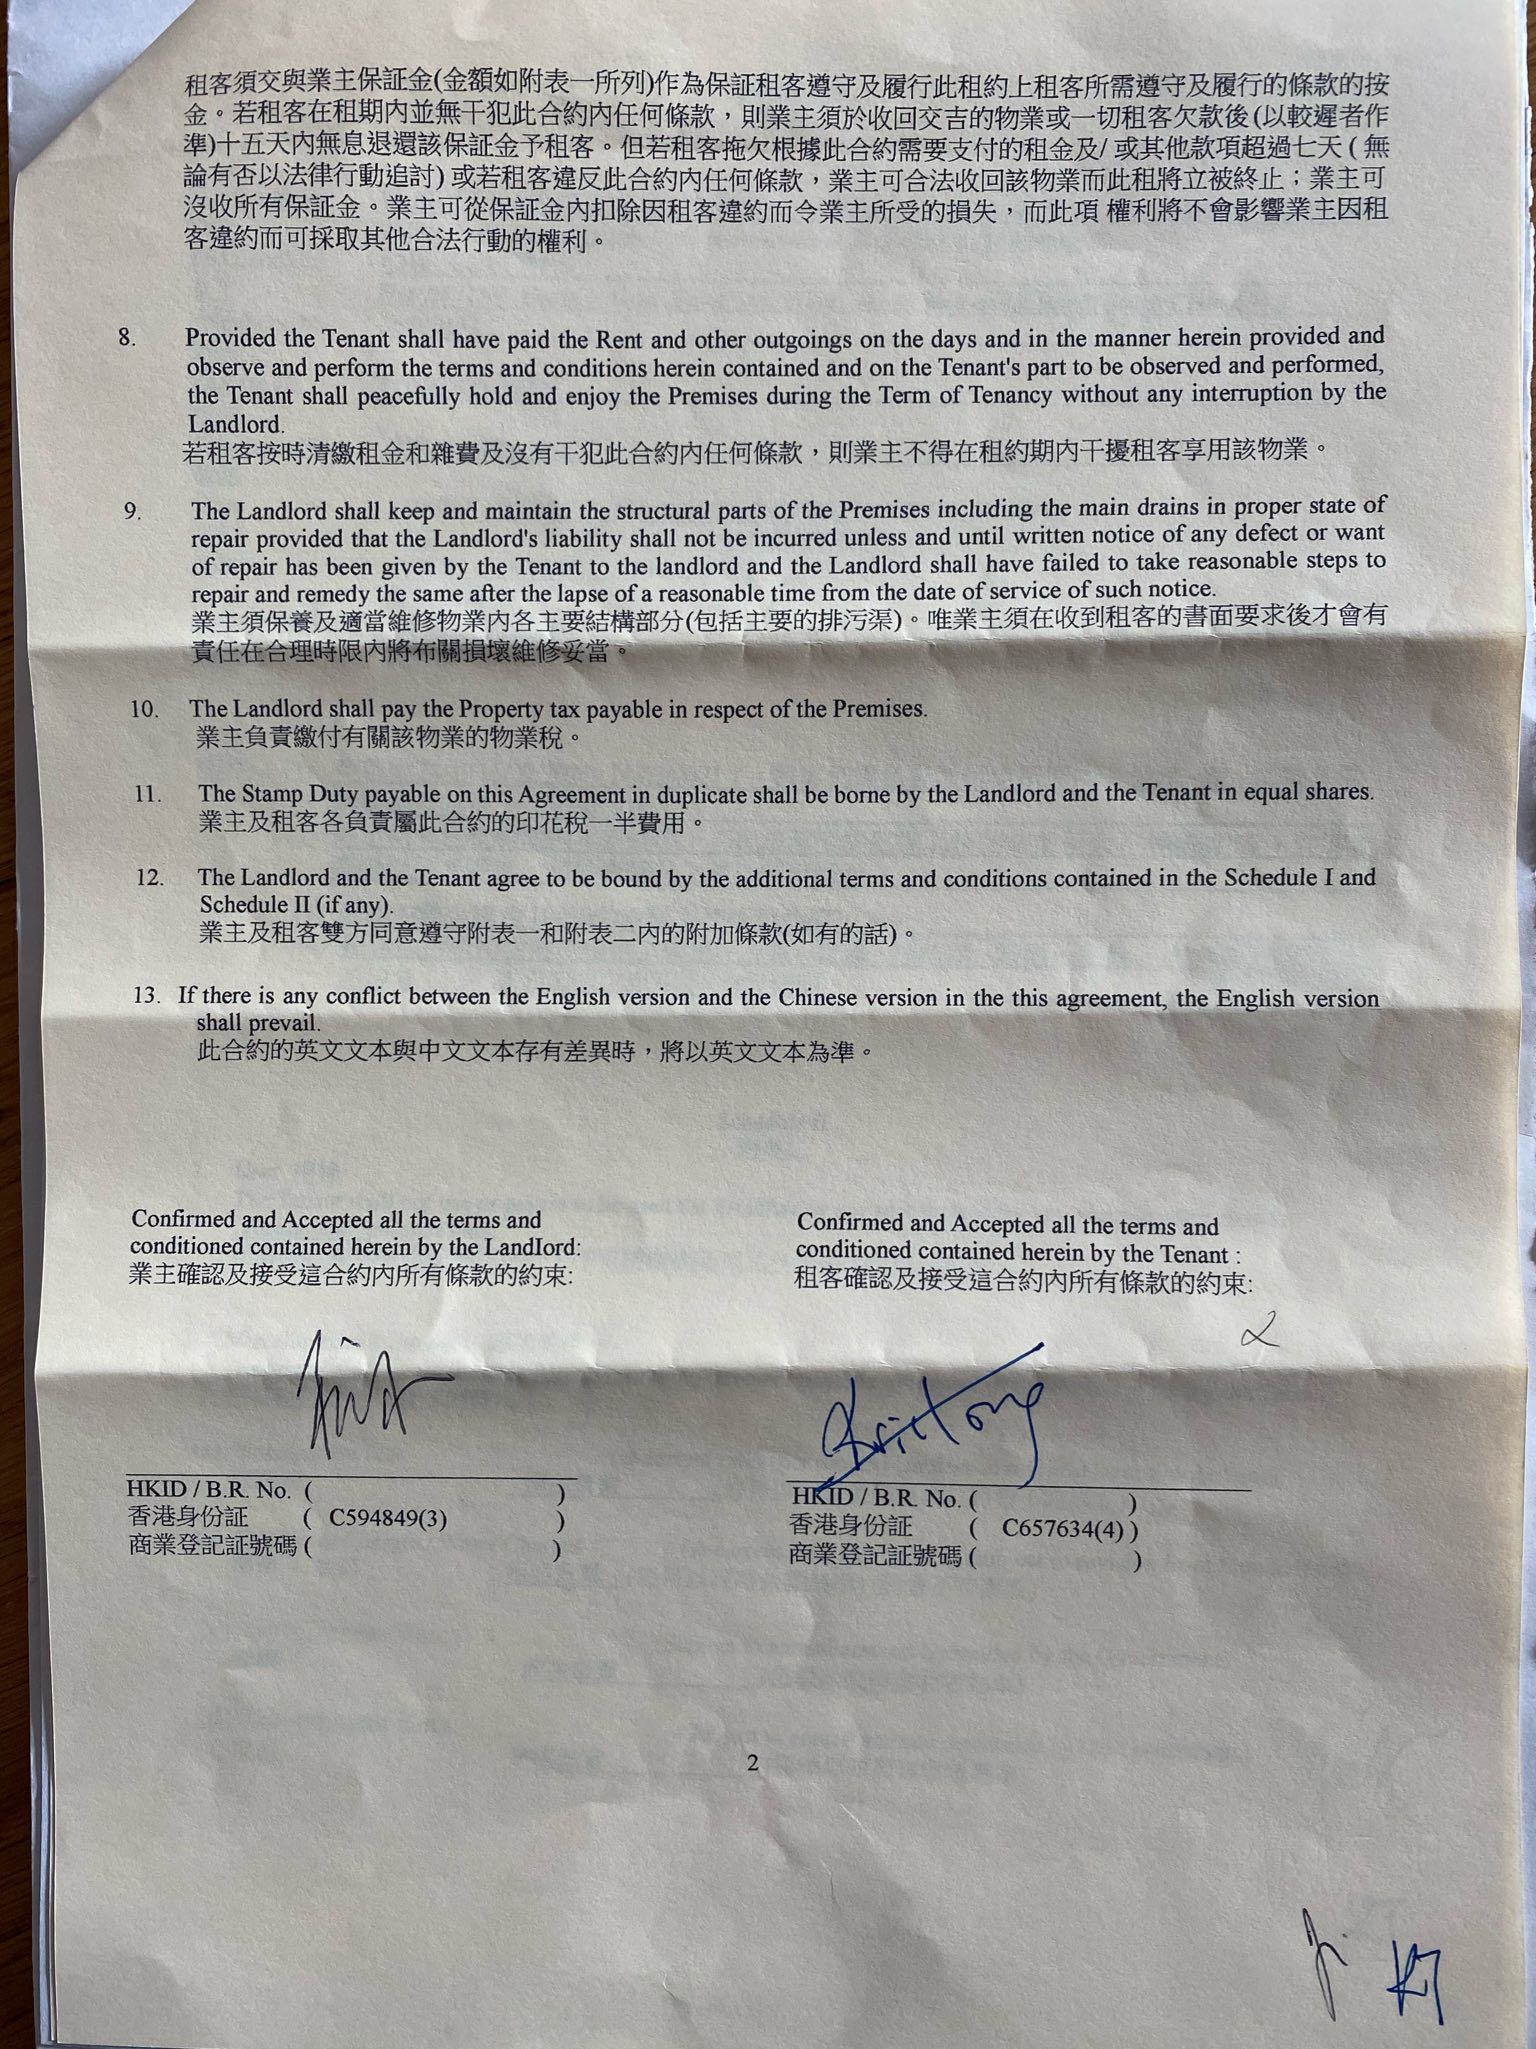 租客須交與業主保証金(金額如附表一所列)作為保証租客遵守及履行此租約上租客所需遵守及履行的條款的按
金。若租客在租期內並無干犯此合約內任何條款，則業主須於收回交吉的物業或一切租客欠款後(以較遲者作
準)十五天內無息退還該保証金予租客。但若租客拖欠根據此合約需要支付的租金及/ 或其他款項超過七天 ( 無
論有否以法律行動追討) 或若租客違反此合約內任何條款，業主可合法收回該物業而此租將立被終止；業主可
沒收所有保証金。業主可從保証金內扣除因租客違約而令業主所受的損失，而此項 權利將不會影響業主因租
客違約而可採取其他合法行動的權利。
8. Provided the Tenant shall have paid the Rent and other outgoings on the days and in the manner herein provided and
observe and perform the terms and conditions herein contained and on the Tenant's part to be observed and performed,
the Tenant shall peacefully hold and enjoy the Premises during the Term of Tenancy without any interruption by the
Landlord.
若租客按時清繳租金和雜費及沒有干犯此合約內任何條款，則業主不得在租約期內干擾租客享用該物業。
9. The Landlord shall keep and maintain the structural parts of the Premises including the main drains in proper state of
repair provided that the Landlord's liability shall not be incurred unless and until written notice of any defect or want
of repair has been given by the Tenant to the landlord and the Landlord shall have failed to take reasonable steps to
repair and remedy the same after the lapse of a reasonable time from the date of service of such notice.
業主須保養及適當維修物業內各主要結構部分(包括主要的排污渠)。唯業主須在收到租客的書面要求後才會有
責任在合理時限內將布關損壞維修妥當。
10. The Landlord shall pay the Property tax payable in respect of the Premises.
業主負責繳付有關該物業的物業稅。
11. The Stamp Duty payable on this Agreement in duplicate shall be borne by the Landlord and the Tenant in equal shares.
業主及租客各負責屬此合約的印花稅一半費用。
12. The Landlord and the Tenant agree to be bound by the additional terms and conditions contained in the Schedule I and
Schedule II (if any).
業主及租客雙方同意遵守附表一和附表二內的附加條款(如有的話)。
13. If there is any conflict between the English version and the Chinese version in the this agreement, the English version
shall prevail.
此合約的英文文本與中文文本存有差異時，將以英文文本為準。
Confirmed and Accepted all the terms and
conditioned contained herein by the Landlord:
業主確認及接受這合約內所有條款的約束:
HKID / B.R. No. ( )
香港身份証 ( C594849(3) )
商業登記証號碼 ( )
Confirmed and Accepted all the terms and
conditioned contained herein by the Tenant :
租客確認及接受這合約內所有條款的約束:
HKID / B.R. No. ( )
香港身份証 ( C657634(4) )
商業登記証號碼 ( )
2